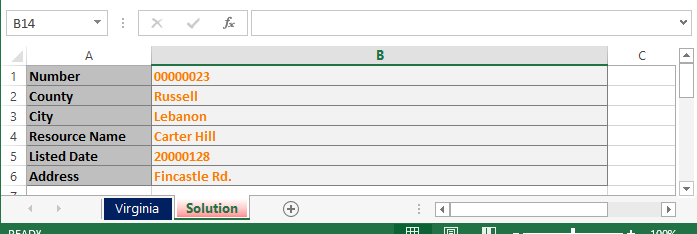 B14 fx
A B C
1 Number 00000023
2 County Russell
3 City Lebanon
4 Resource Name Carter Hill
5 Listed Date 20000128
6 Address Fincastle Rd.
Virginia Solution
READY 100%